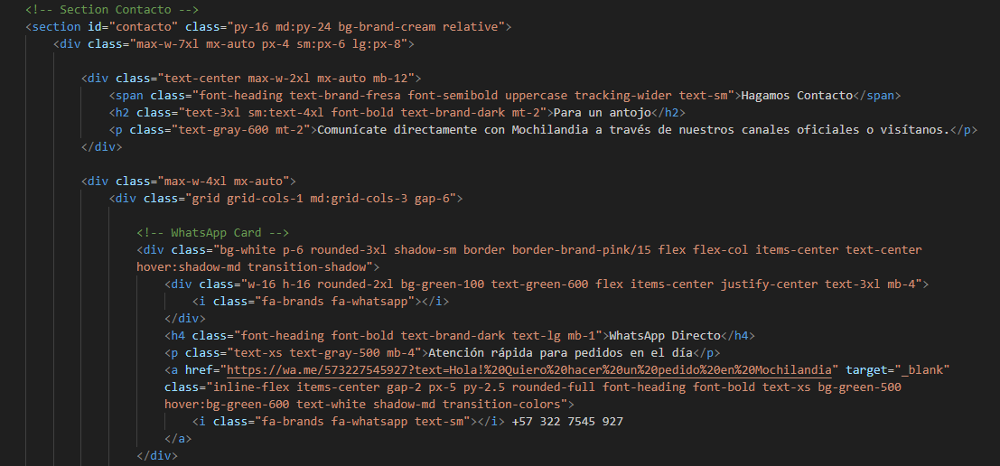 <!-- Section Contacto -->
<section id="contacto" class="py-16 md:py-24 bg-brand-cream relative">
<div class="max-w-7xl mx-auto px-4 sm:px-6 lg:px-8">
<div class="text-center max-w-2xl mx-auto mb-12">
<span class="font-heading text-brand-fresa font-semibold uppercase tracking-wider text-sm">Hagamos Contacto</span>
<h2 class="text-3xl sm:text-4xl font-bold text-brand-dark mt-2">Para un antojo</h2>
<p class="text-gray-600 mt-2">Comunícate directamente con Mochilandia a través de nuestros canales oficiales o visítanos.</p>
</div>
<div class="max-w-4xl mx-auto">
<div class="grid grid-cols-1 md:grid-cols-3 gap-6">
<!-- WhatsApp Card -->
<div class="bg-white p-6 rounded-3xl shadow-sm border border-brand-pink/15 flex flex-col items-center text-center
hover:shadow-md transition-shadow">
<div class="w-16 h-16 rounded-2xl bg-green-100 text-green-600 flex items-center justify-center text-3xl mb-4">
<i class="fa-brands fa-whatsapp"></i>
</div>
<h4 class="font-heading font-bold text-brand-dark text-lg mb-1">WhatsApp Directo</h4>
<p class="text-xs text-gray-500 mb-4">Atención rápida para pedidos en el día</p>
<a href="https://wa.me/573227545927?text=Hola!%20Quiero%20hacer%20un%20pedido%20en%20Mochilandia" target="_blank"
class="inline-flex items-center gap-2 px-5 py-2.5 rounded-full font-heading font-bold text-xs bg-green-500
hover:bg-green-600 text-white shadow-md transition-colors">
<i class="fa-brands fa-whatsapp text-sm"></i> +57 322 7545 927
</a>
</div>